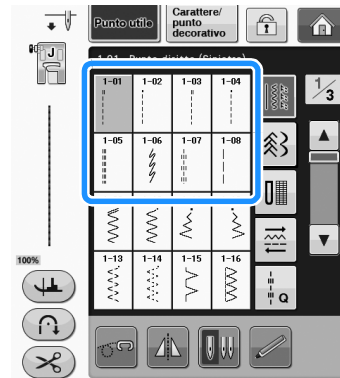 Punto utile
Carattere/
punto
decorativo
J
1-01
1-02
1-03
1-04
1/3
1-05
1-06
1-07
1-08
100%
1-13
1-14
1-15
1-16
Q